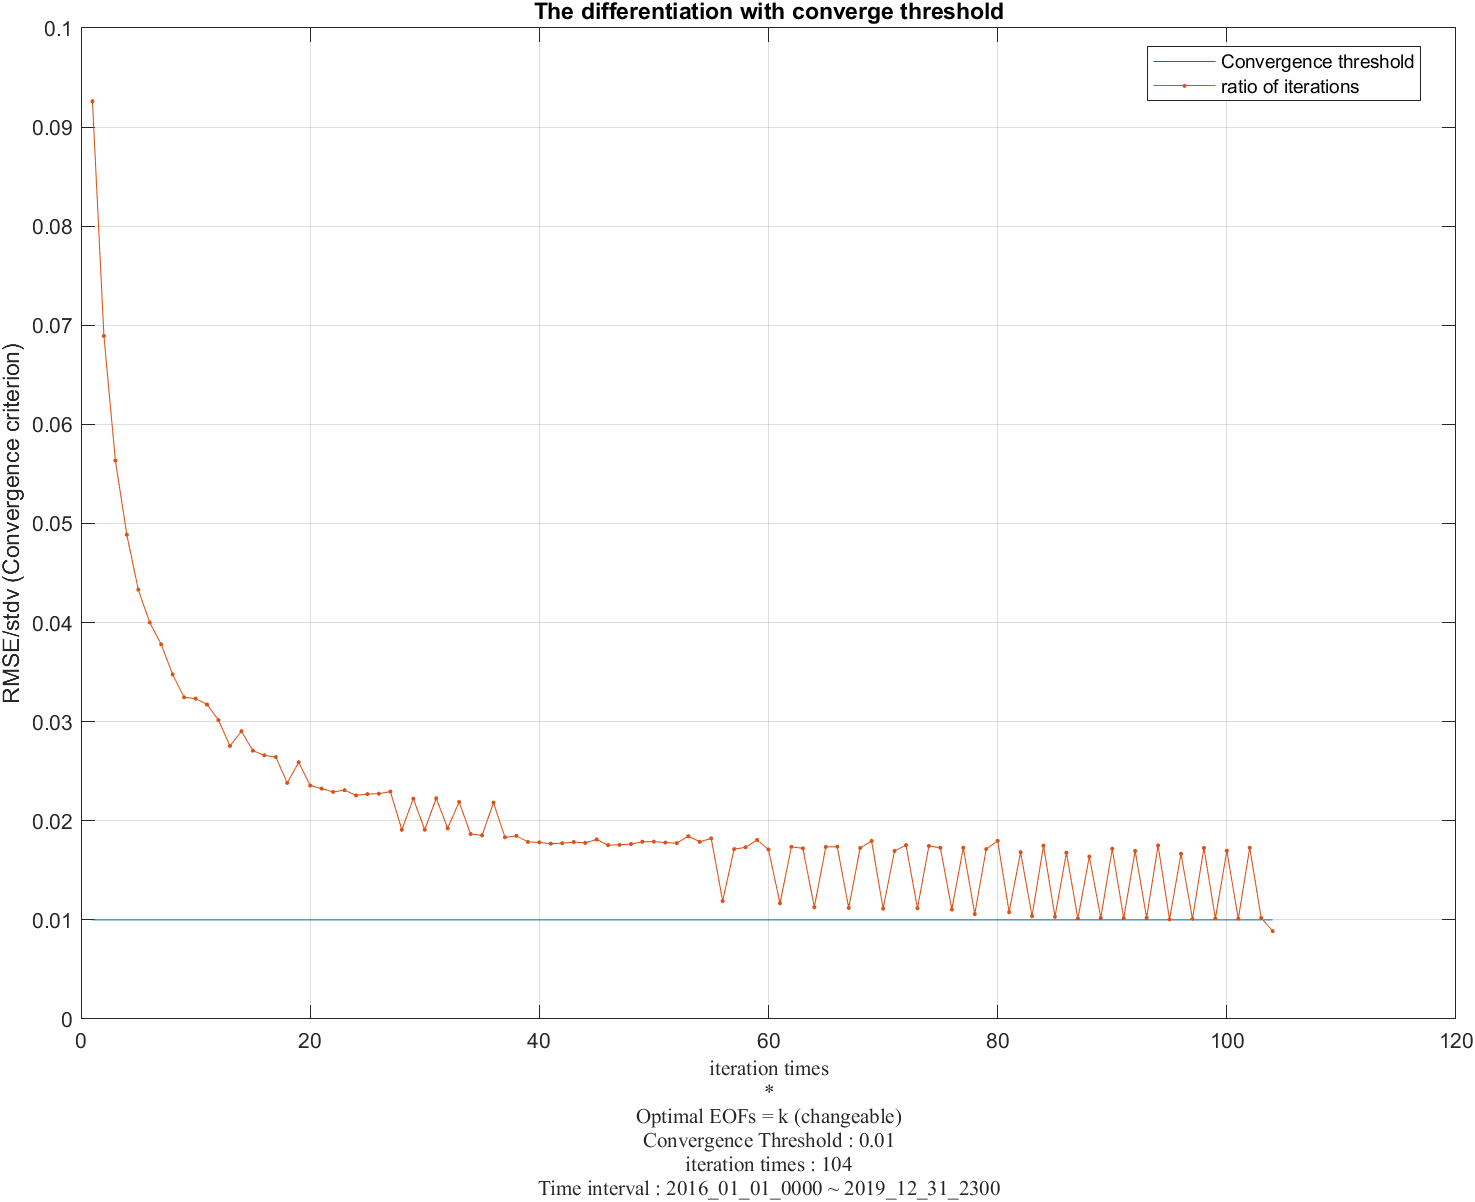 The differentiation with converge threshold
Convergence threshold
ratio of iterations
RMSE/stdv (Convergence criterion)
0.1
0.09
0.08
0.07
0.06
0.05
0.04
0.03
0.02
0.01
0
0 20 40 60 80 100 120
iteration times
*
Optimal EOFs = k (changeable)
Convergence Threshold : 0.01
iteration times : 104
Time interval : 2016_01_01_0000 ~ 2019_12_31_2300